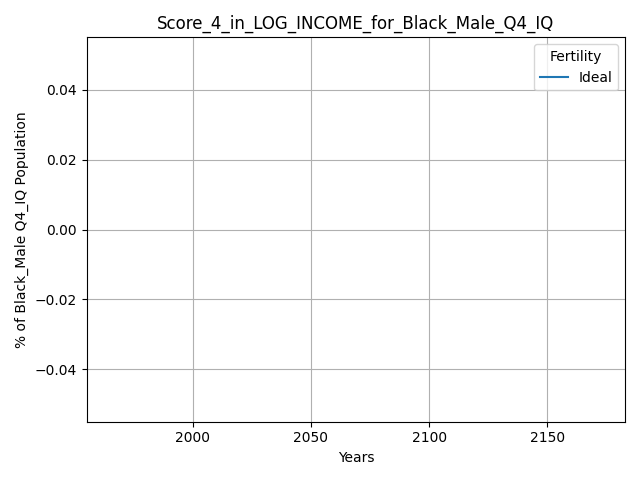 Score_4_in_LOG_INCOME_for_Black_Male_Q4_IQ
Fertility
Ideal
% of Black_Male Q4_IQ Population
0.04
0.02
0.00
−0.02
−0.04
2000 2050 2100 2150
Years